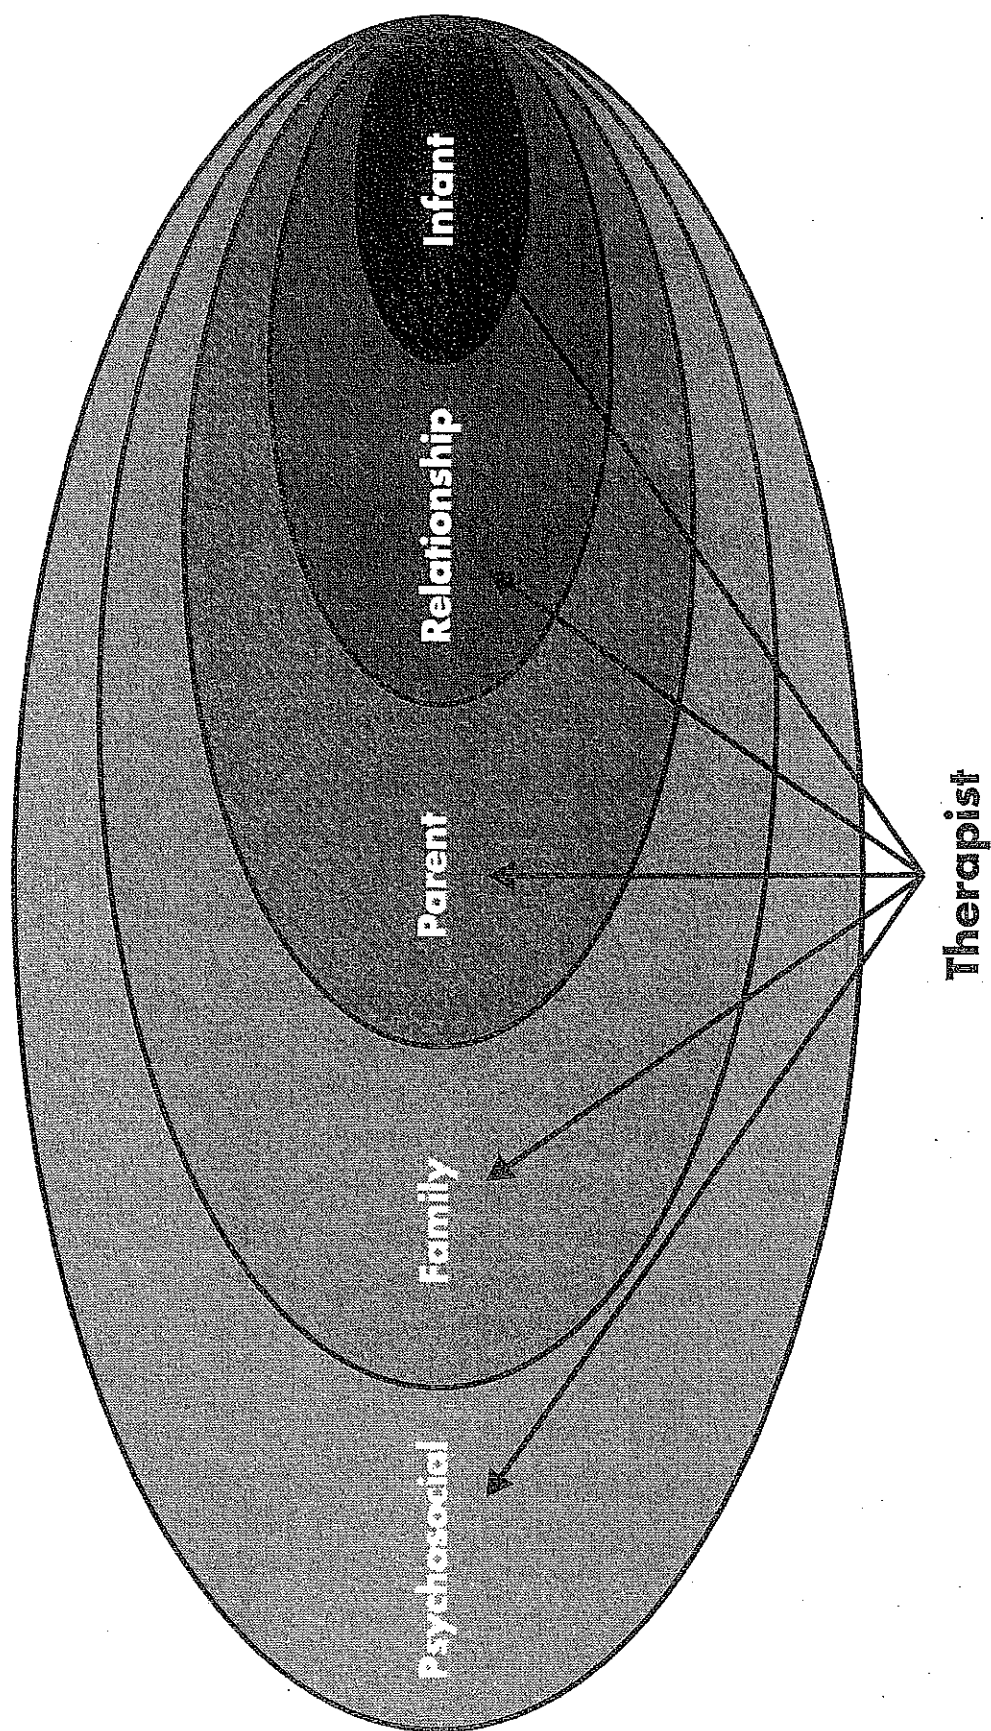 Psychosocial
Family
Parent
Relationship
Infant
Therapist